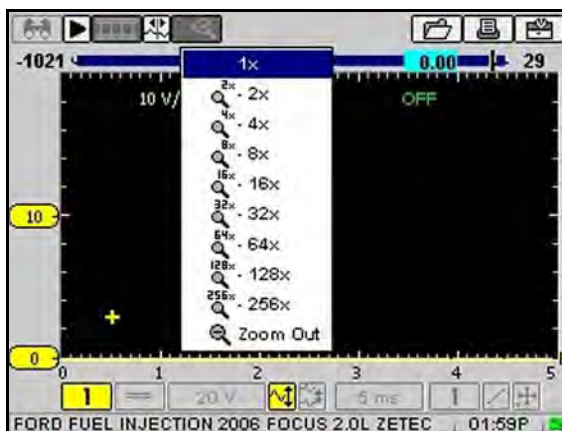 -1021 0.00 29
10 V/ OFF
1x
2x - 2x
4x - 4x
8x - 8x
16x - 16x
32x - 32x
64x - 64x
128x - 128x
256x - 256x
Zoom Out
10
0
0 1 2 3 4 5
1 20 V 5 ms 1
FORD FUEL INJECTION 2006 FOCUS 2.0L ZETEC 01:59P